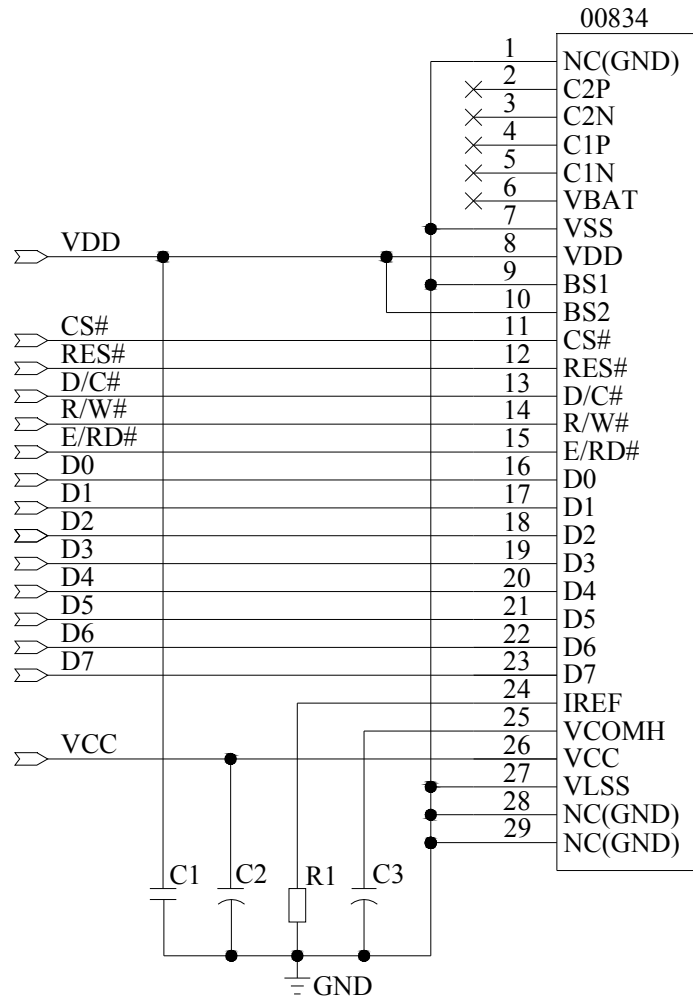 00834
1 NC(GND)
2 C2P
3 C2N
4 C1P
5 C1N
6 VBAT
7 VSS
VDD 8 VDD
9 BS1
10 BS2
CS# 11 CS#
RES# 12 RES#
D/C# 13 D/C#
R/W# 14 R/W#
E/RD# 15 E/RD#
D0 16 D0
D1 17 D1
D2 18 D2
D3 19 D3
D4 20 D4
D5 21 D5
D6 22 D6
D7 23 D7
24 IREF
25 VCOMH
VCC 26 VCC
27 VLSS
28 NC(GND)
29 NC(GND)
C1 C2 R1 C3
GND